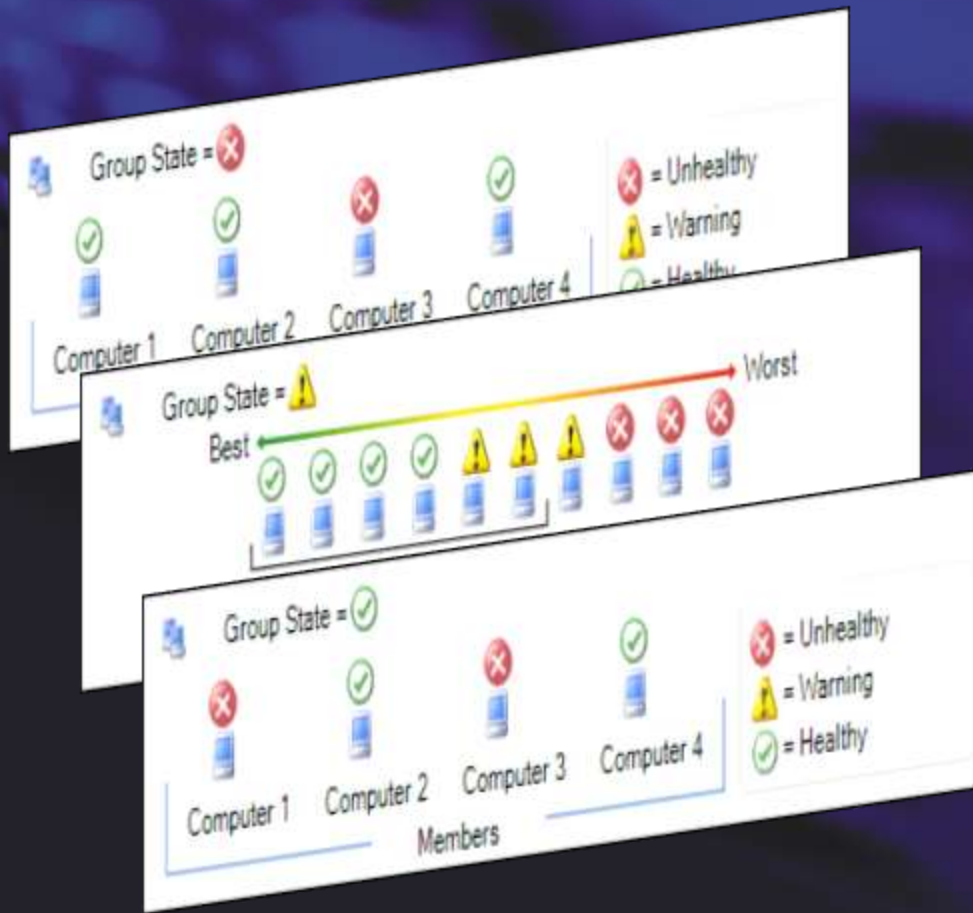 Group State =
= Unhealthy
= Warning
= Healthy
Computer 1
Computer 2
Computer 3
Computer 4
Group State =
Best
Worst
Group State =
= Unhealthy
= Warning
= Healthy
Computer 1
Computer 2
Computer 3
Computer 4
Members